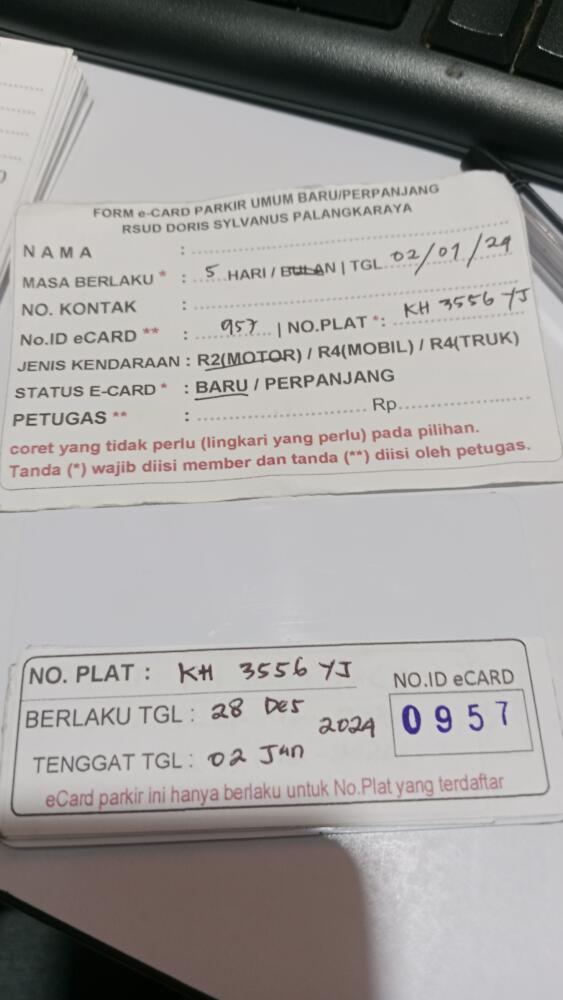 FORM e-CARD PARKIR UMUM BARU/PERPANJANG
RSUD DORIS SYLVANUS PALANGKARAYA
N A M A : ........................................
MASA BERLAKU * : 5 HARI / BULAN | TGL 02/01/24
NO. KONTAK : ........................................
No.ID eCARD ** : 957 | NO.PLAT *: KH 3556 YJ
JENIS KENDARAAN : R2(MOTOR) / R4(MOBIL) / R4(TRUK)
STATUS E-CARD * : BARU / PERPANJANG
PETUGAS ** : ........................ Rp........................
coret yang tidak perlu (lingkari yang perlu) pada pilihan.
Tanda (*) wajib diisi member dan tanda (**) diisi oleh petugas.
NO. PLAT : KH 3556 YJ
BERLAKU TGL : 28 Des
2024
TENGGAT TGL : 02 Jan
NO.ID eCARD
0957
eCard parkir ini hanya berlaku untuk No.Plat yang terdaftar